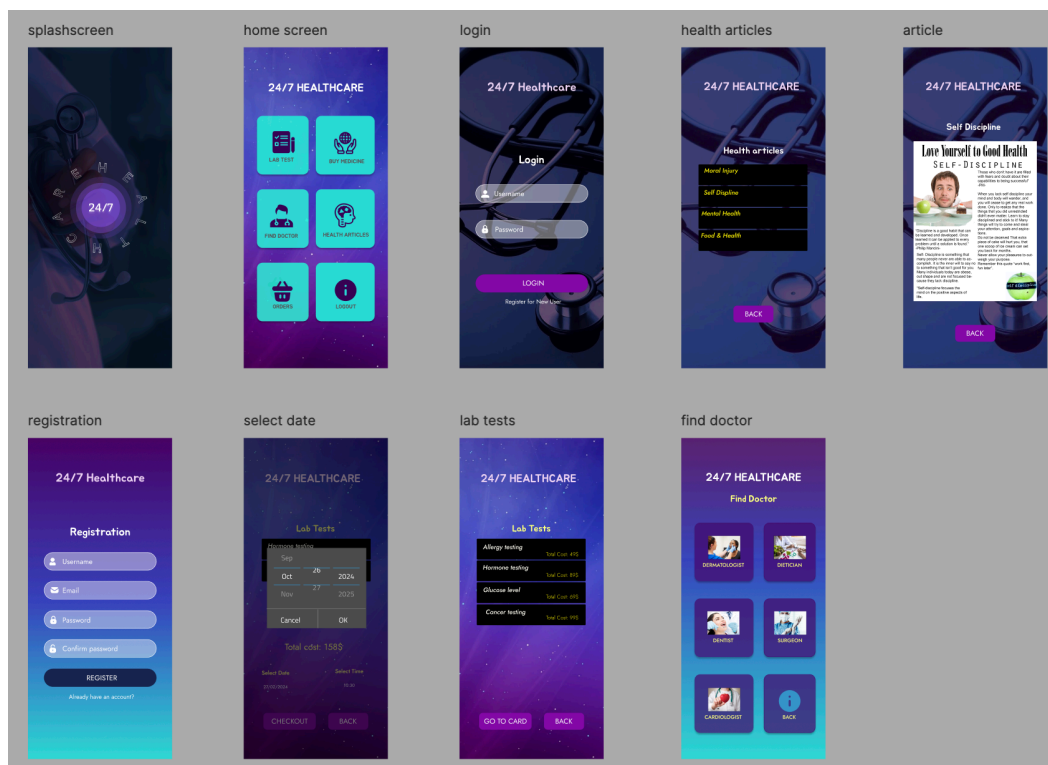 splashscreen
home screen
login
health articles
article
HEALTHCARE
24/7
24/7 HEALTHCARE
LAB TEST
BUY MEDICINE
FIND DOCTOR
HEALTH ARTICLES
ORDERS
LOGOUT
24/7 Healthcare
Login
Username
Password
LOGIN
Register for New User
24/7 HEALTHCARE
Health articles
Moral Injury
Self Displine
Mental Health
Food & Health
BACK
24/7 HEALTHCARE
Self Discipline
Love Yourself to Good Health
SELF-DISCIPLINE
BACK
registration
select date
lab tests
find doctor
24/7 Healthcare
Registration
Username
Email
Password
Confirm password
REGISTER
Already have an account?
24/7 HEALTHCARE
Lab Tests
Hormone testing
Sep
26
Oct 2024
27
Nov 2025
Cancel OK
Total cost: 158$
Select Date Select Time
CHECKOUT BACK
24/7 HEALTHCARE
Lab Tests
Allergy testing
Total Cost: 49$
Hormone testing
Total Cost: 89$
Glucose level
Total Cost: 69$
Cancer testing
Total Cost: 99$
GO TO CARD BACK
24/7 HEALTHCARE
Find Doctor
DERMATOLOGIST
DIETICIAN
DENTIST
SURGEON
CARDIOLOGIST
BACK